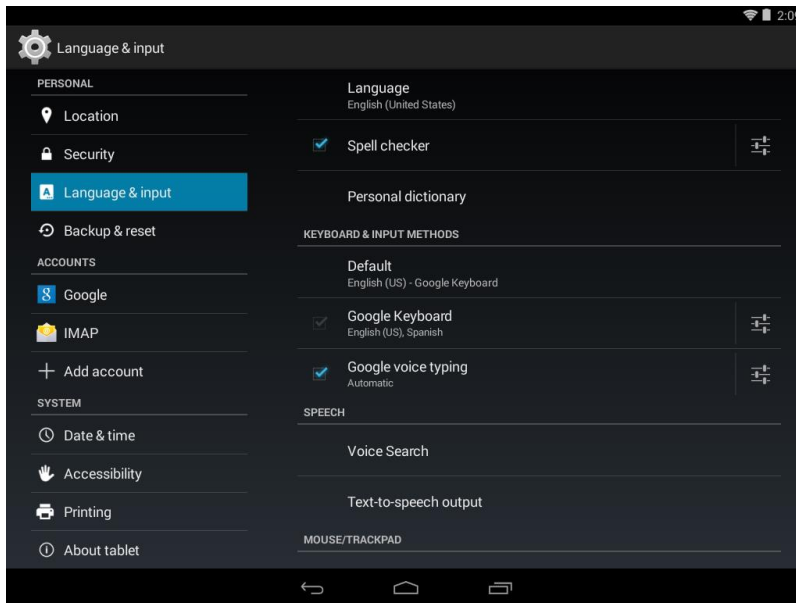 2:09
Language & input
PERSONAL
Location
Security
Language & input
Backup & reset
ACCOUNTS
Google
IMAP
Add account
SYSTEM
Date & time
Accessibility
Printing
About tablet
Language
English (United States)
Spell checker
Personal dictionary
KEYBOARD & INPUT METHODS
Default
English (US) - Google Keyboard
Google Keyboard
English (US), Spanish
Google voice typing
Automatic
SPEECH
Voice Search
Text-to-speech output
MOUSE/TRACKPAD